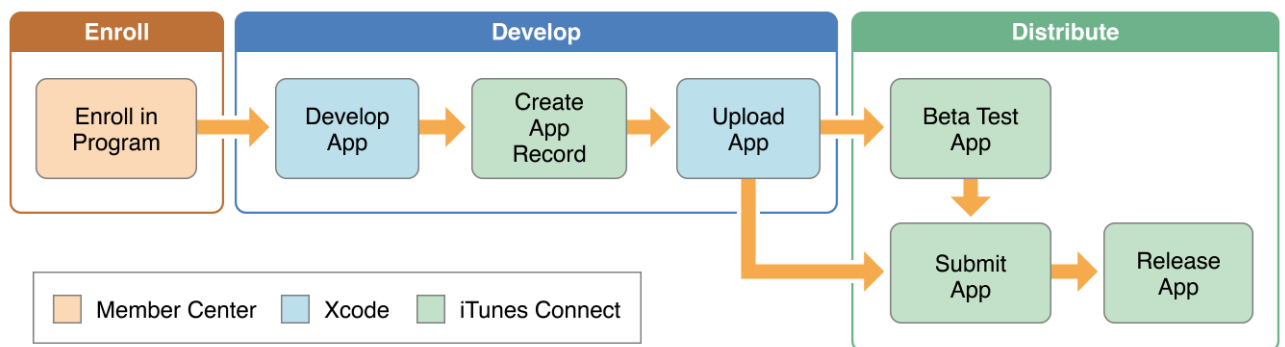 Enroll
Develop
Distribute
Enroll in
Program
Develop
App
Create
App
Record
Upload
App
Beta Test
App
Submit
App
Release
App
Member Center
Xcode
iTunes Connect